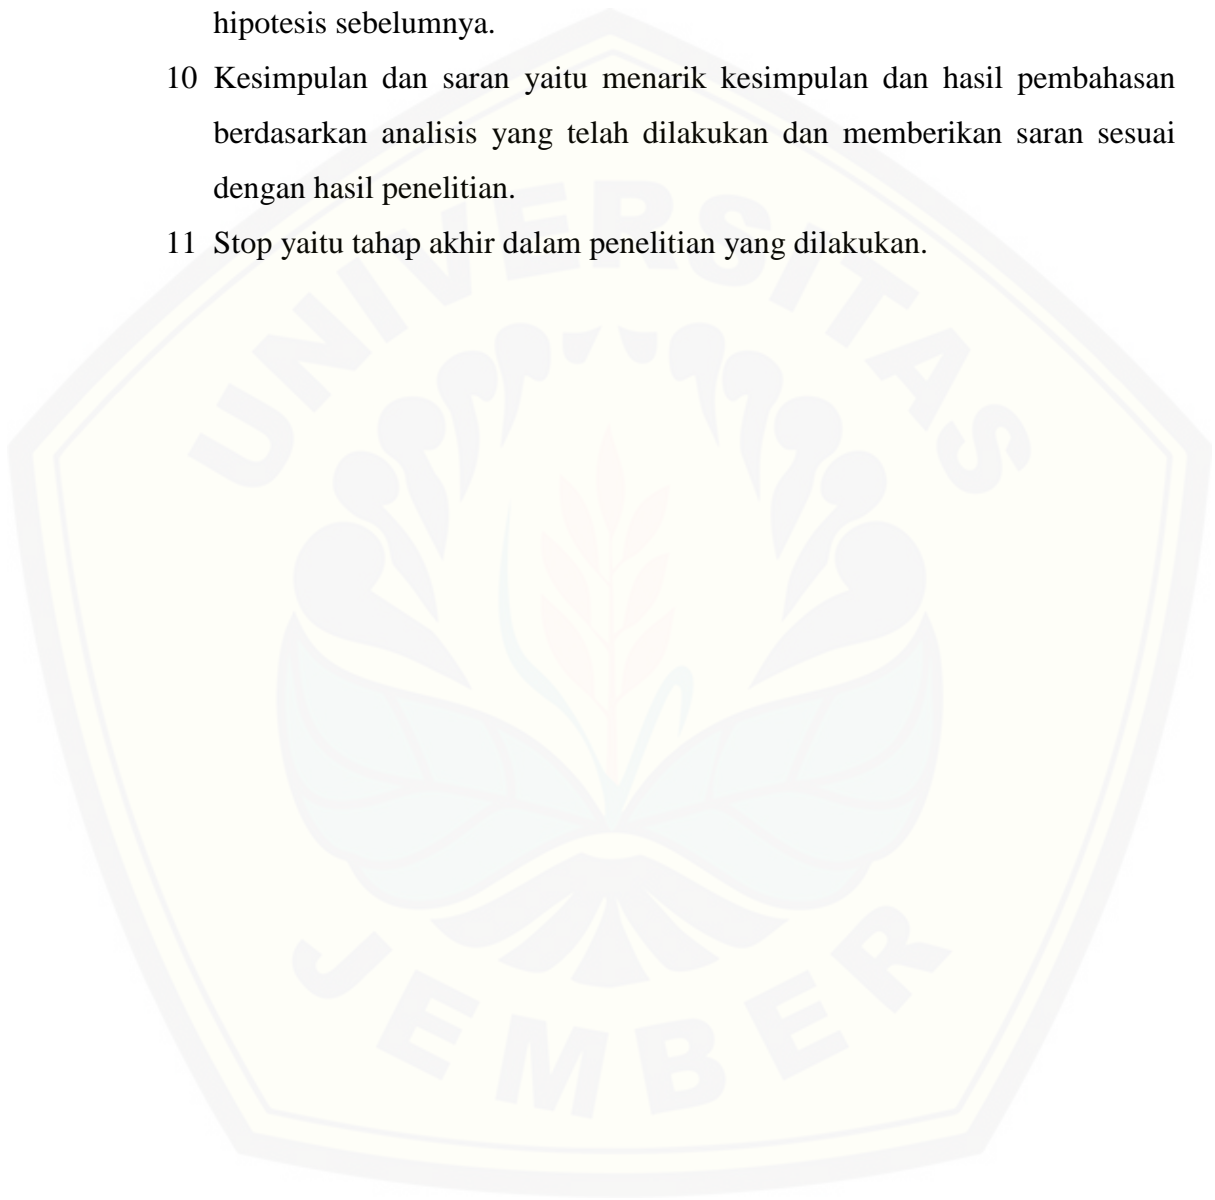 hipotesis sebelumnya.
10 Kesimpulan dan saran yaitu menarik kesimpulan dan hasil pembahasan
berdasarkan analisis yang telah dilakukan dan memberikan saran sesuai
dengan hasil penelitian.
11 Stop yaitu tahap akhir dalam penelitian yang dilakukan.
UNIVERSITAS
JEMBER